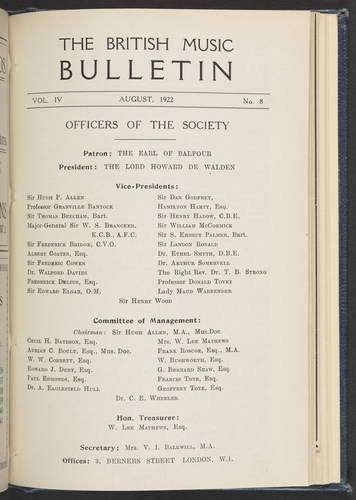 THE BRITISH MUSIC
BULLETIN
VOL. IV AUGUST, 1922 No. 8
OFFICERS OF THE SOCIETY
Patron: THE EARL OF BALFOUR
President: THE LORD HOWARD DE WALDEN
Vice-Presidents:
Sir Hugh P. Allen
Professor Granville Bantock
Sir Thomas Beecham, Bart.
Major-General Sir W. S. Brancker,
K.C.B., A.F.C.
Sir Frederick Bridge, C.V.O.
Albert Coates, Esq.
Sir Frederic Cowen
Dr. Walford Davies
Frederick Delius, Esq.
Sir Edward Elgar, O.M.
Sir Dan Godfrey,
Hamilton Harty, Esq.
Sir Henry Hadow, C.B.E.
Sir William McCormick
Sir S. Ernest Palmer, Bart.
Sir Landon Ronald
Dr. Ethel Smyth, D.B.E.
Dr. Arthur Somervell
The Right Rev. Dr. T. B. Strong
Professor Donald Tovey
Lady Maud Warrender
Sir Henry Wood
Committee of Management:
Chairman: Sir Hugh Allen, M.A., Mus.Doc.
Cecil H. Bateson, Esq.
Adrian C. Boult, Esq., Mus. Doc.
W. W. Cobbett, Esq.
Edward J. Dent, Esq.
Paul Edmonds, Esq.
Dr. A. Eaglefield Hull
Mrs. W. Lee Mathews
Frank Roscoe, Esq., M.A.
W. Rushworth, Esq.
G. Bernard Shaw, Esq.
Francis Toye, Esq.
Geoffrey Toye, Esq.
Dr. C. E. Wheeler
Hon. Treasurer:
W. Lee Mathews, Esq.
Secretary: Mrs. V. I. Balkwill, M.A.
Offices: 3, BERNERS STREET LONDON, W.1.